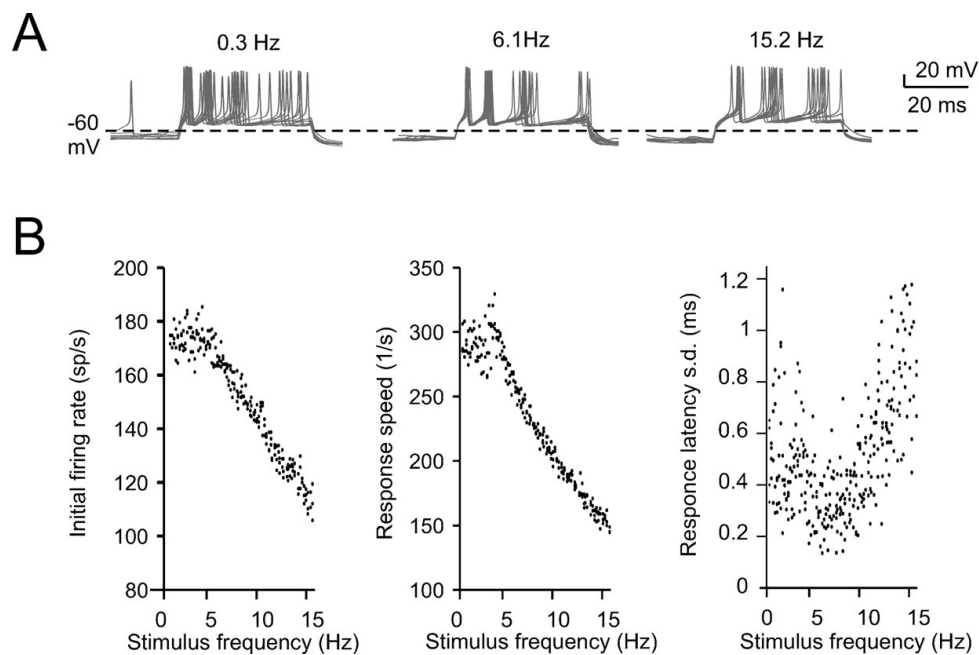 A
0.3 Hz
6.1Hz
15.2 Hz
20 mV
20 ms
-60
mV
B
200
180
160
140
120
100
80
Initial firing rate (sp/s)
0 5 10 15
Stimulus frequency (Hz)
350
300
250
200
150
100
Response speed (1/s)
0 5 10 15
Stimulus frequency (Hz)
1.2
1
0.8
0.6
0.4
0.2
0
Responce latency s.d. (ms)
0 5 10 15
Stimulus frequency (Hz)